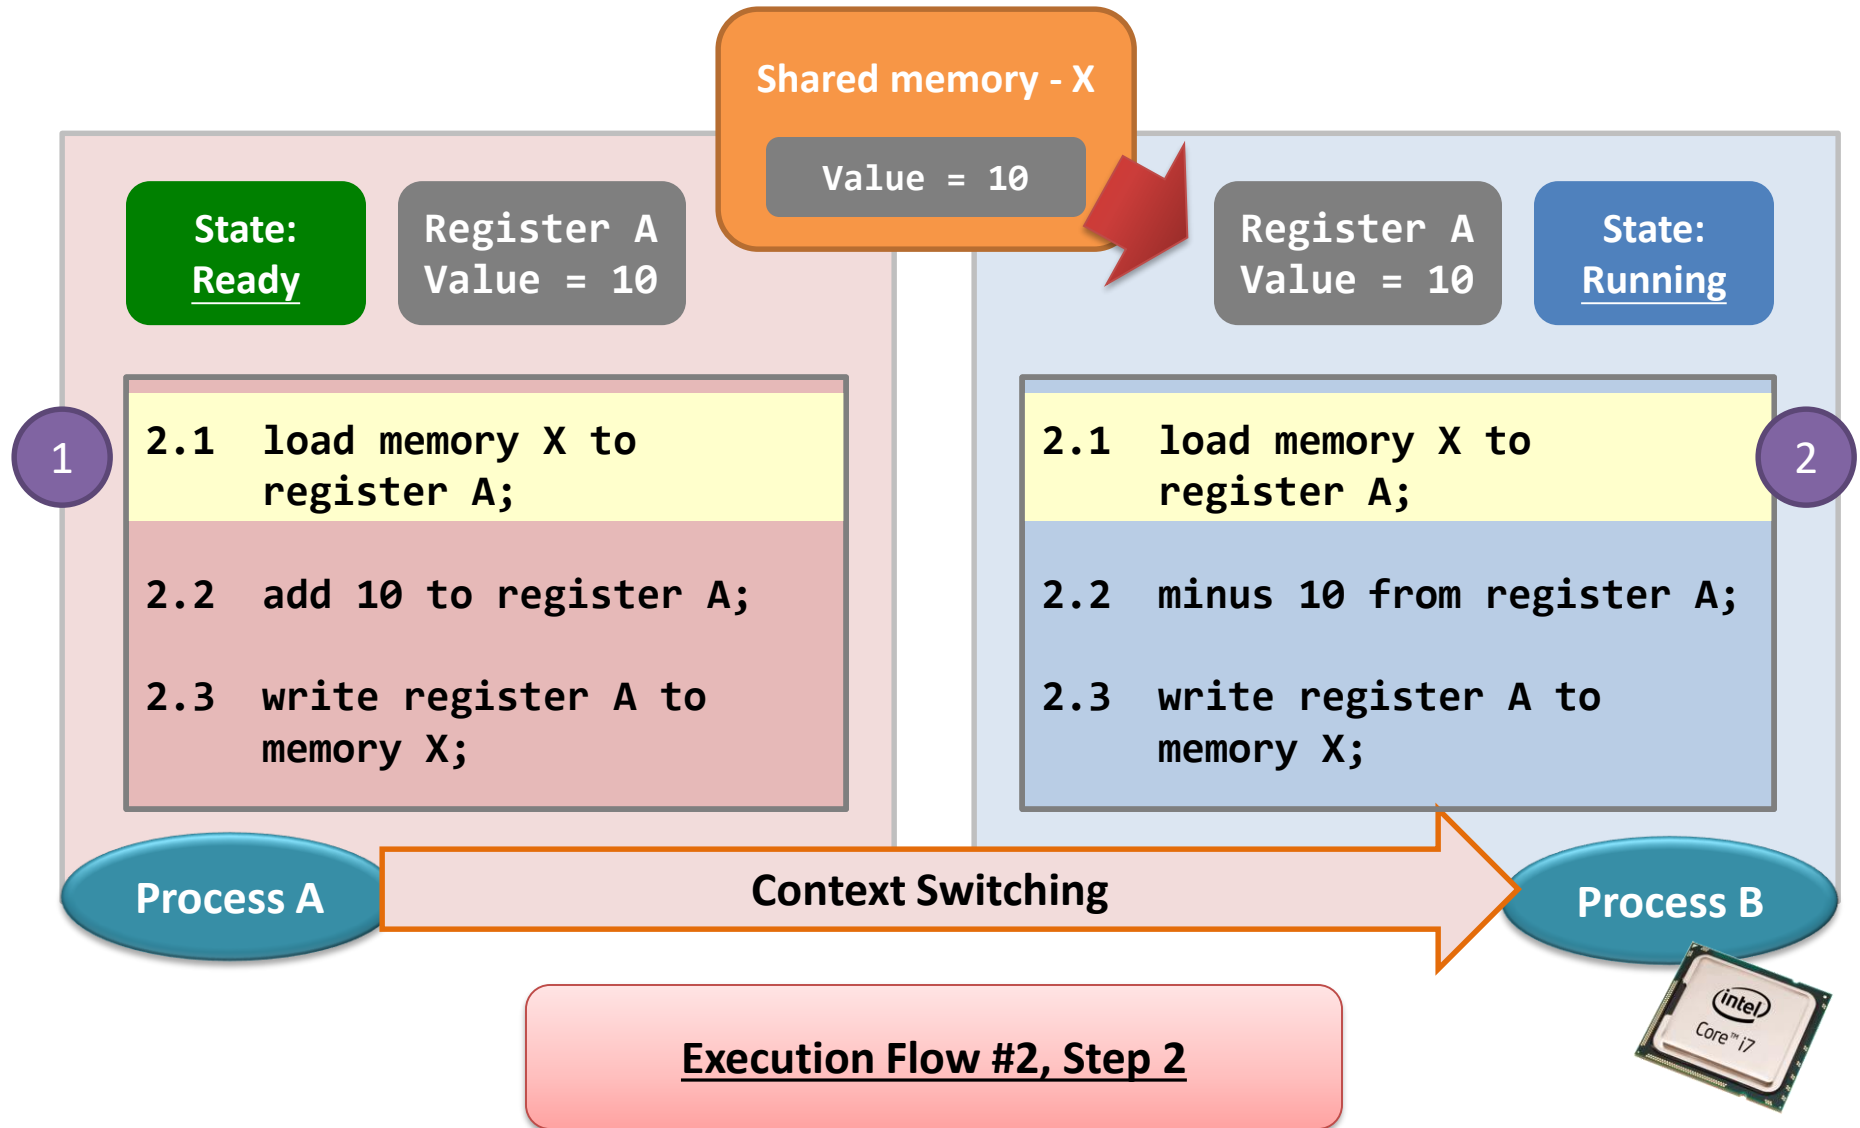 Shared memory - X
Value = 10
State:
Ready
Register A
Value = 10
Register A
Value = 10
State:
Running
1
2.1 load memory X to
register A;
2.2 add 10 to register A;
2.3 write register A to
memory X;
2.1 load memory X to
register A;
2.2 minus 10 from register A;
2.3 write register A to
memory X;
2
Process A
Context Switching
Process B
Execution Flow #2, Step 2
intel
Core™ i7